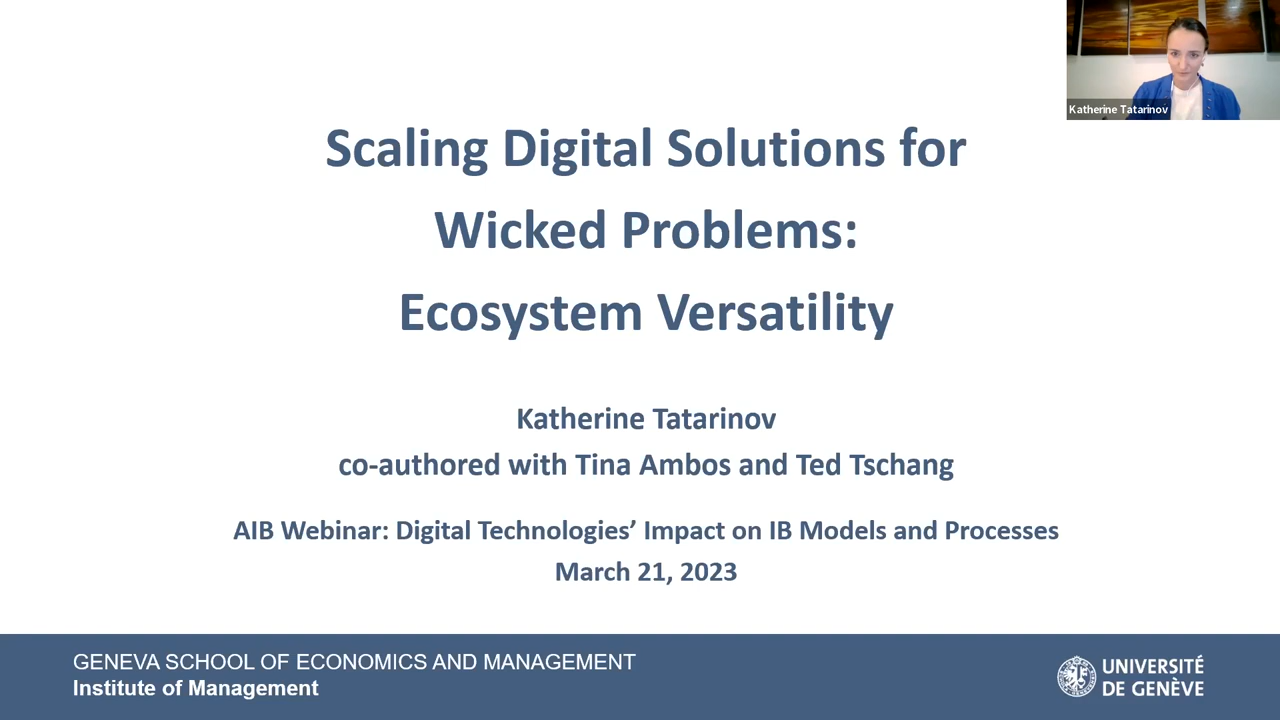 Katherine Tatarinov
Scaling Digital Solutions for
Wicked Problems:
Ecosystem Versatility
Katherine Tatarinov
co-authored with Tina Ambos and Ted Tschang
AIB Webinar: Digital Technologies’ Impact on IB Models and Processes
March 21, 2023
GENEVA SCHOOL OF ECONOMICS AND MANAGEMENT
Institute of Management
UNIVERSITÉ
DE GENÈVE